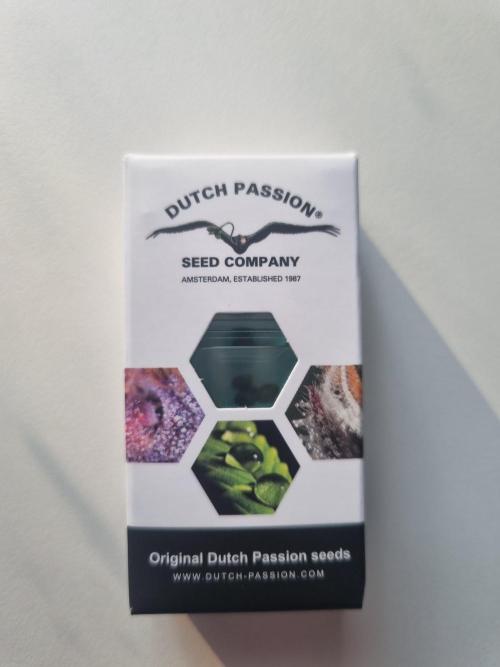 DUTCH PASSION®
SEED COMPANY
AMSTERDAM, ESTABLISHED 1987
Original Dutch Passion seeds
WWW.DUTCH-PASSION.COM